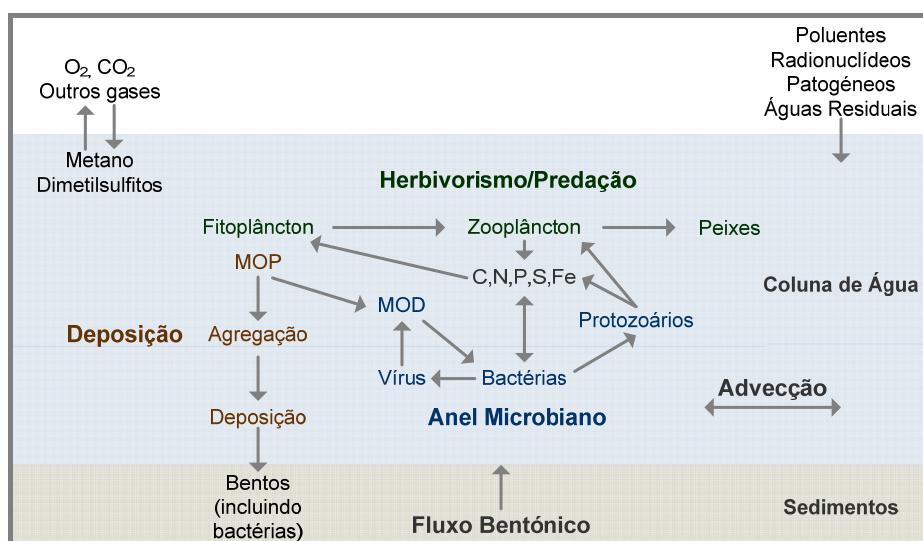 O₂, CO₂
Outros gases
Metano
Dimetilsulfitos
Poluentes
Radionuclídeos
Patogéneos
Águas Residuais
Herbivorismo/Predação
Fitoplâncton
Zooplâncton
Peixes
MOP
C,N,P,S,Fe
Coluna de Água
MOD
Protozoários
Deposição
Agregação
Vírus
Bactérias
Advecção
Deposição
Anel Microbiano
Bentos
(incluindo
bactérias)
Fluxo Bentónico
Sedimentos